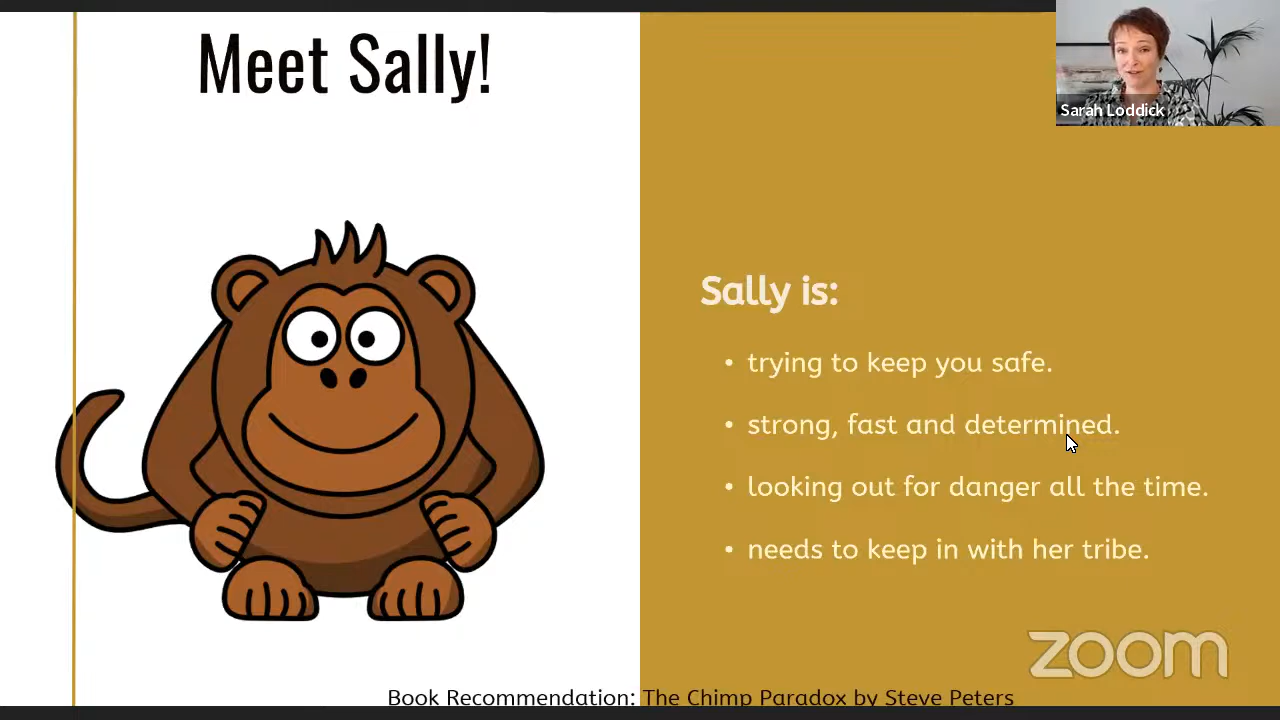 Meet Sally!
Sarah Loddick
Sally is:
• trying to keep you safe.
• strong, fast and determined.
• looking out for danger all the time.
• needs to keep in with her tribe.
zoom
Book Recommendation: The Chimp Paradox by Steve Peters